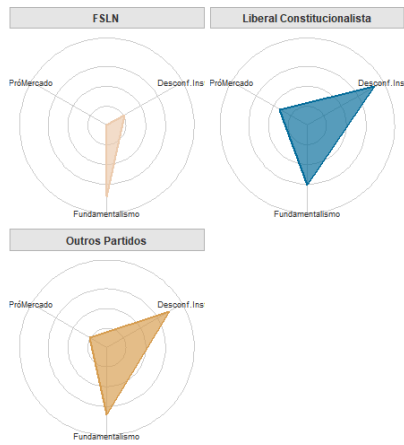 FSLN
Liberal Constitucionalista
PróMercado
Desconf.Ins
PróMercado
Desconf.Ins
Fundamentalismo
Fundamentalismo
Outros Partidos
PróMercado
Desconf.Ins
Fundamentalismo